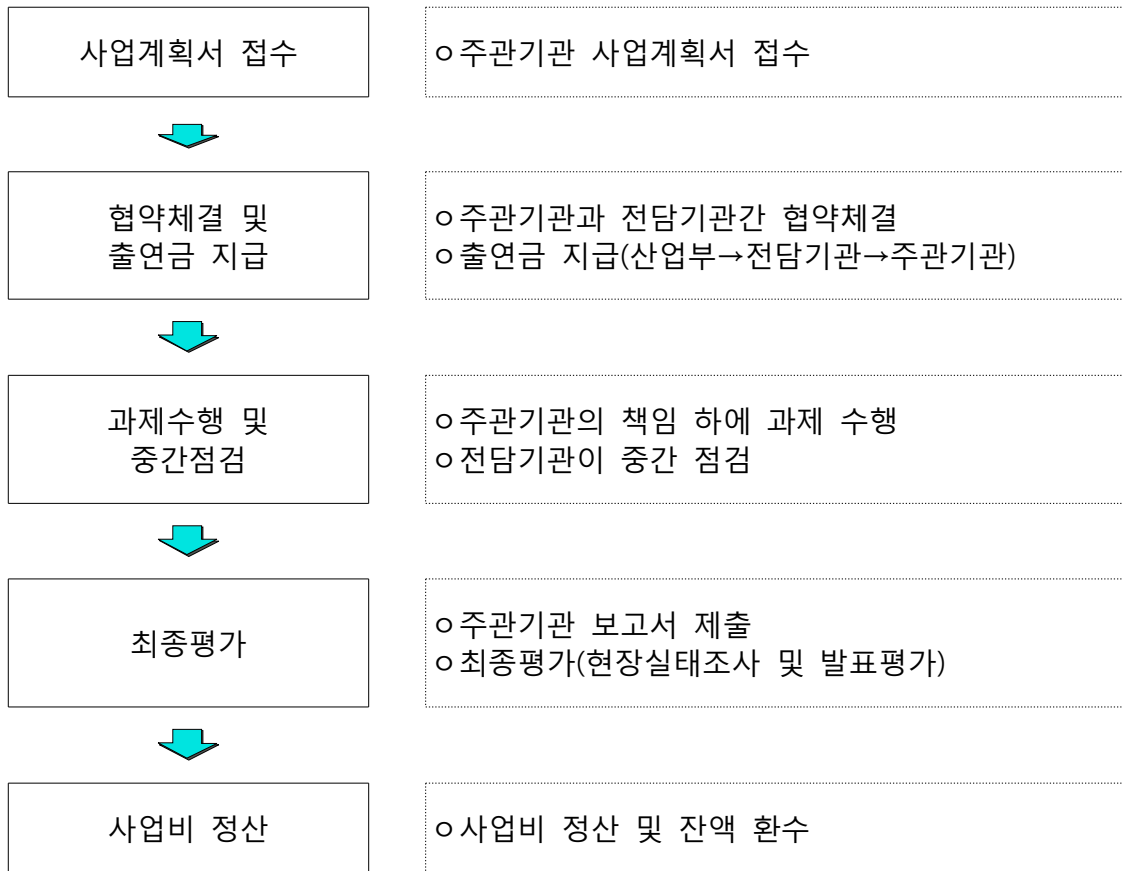 사업계획서 접수
ㅇ주관기관 사업계획서 접수
협약체결 및
출연금 지급
ㅇ주관기관과 전담기관간 협약체결
ㅇ출연금 지급(산업부→전담기관→주관기관)
과제수행 및
중간점검
ㅇ주관기관의 책임 하에 과제 수행
ㅇ전담기관이 중간 점검
최종평가
ㅇ주관기관 보고서 제출
ㅇ최종평가(현장실태조사 및 발표평가)
사업비 정산
ㅇ사업비 정산 및 잔액 환수